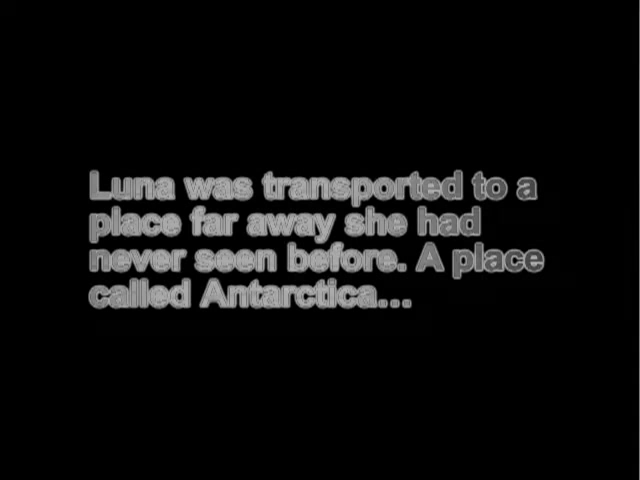 Luna was transported to a
place far away she had
never seen before. A place
called Antarctica...